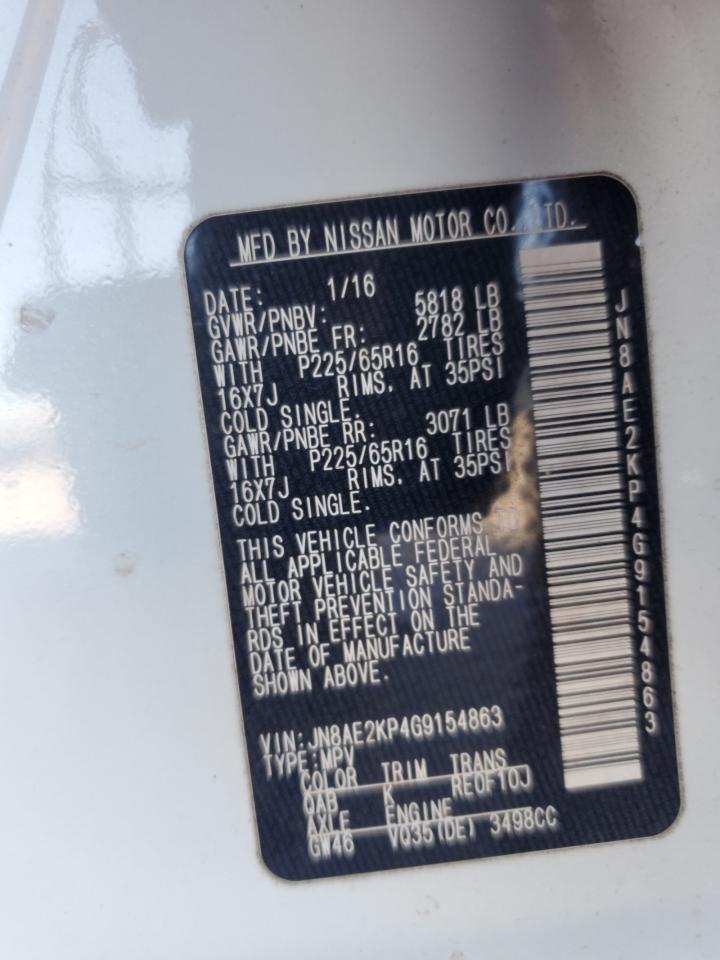 MFD BY NISSAN MOTOR CO.,LTD.
DATE: 1/16
GVWR/PNBV: 5818 LB
GAWR/PNBE FR: 2782 LB
WITH P225/65R16 TIRES
16X7J RIMS, AT 35PSI
COLD SINGLE.
GAWR/PNBE RR: 3071 LB
WITH P225/65R16 TIRES
16X7J RIMS, AT 35PSI
COLD SINGLE.
THIS VEHICLE CONFORMS TO
ALL APPLICABLE FEDERAL
MOTOR VEHICLE SAFETY AND
THEFT PREVENTION STANDA-
RDS IN EFFECT ON THE
DATE OF MANUFACTURE
SHOWN ABOVE.
VIN:JN8AE2KP4G9154863
TYPE:MPV
COLOR TRIM TRANS
QAB K RE0F10J
AXLE ENGINE
GW46 VQ35(DE) 3498CC
JN8AE2KP4G9154863